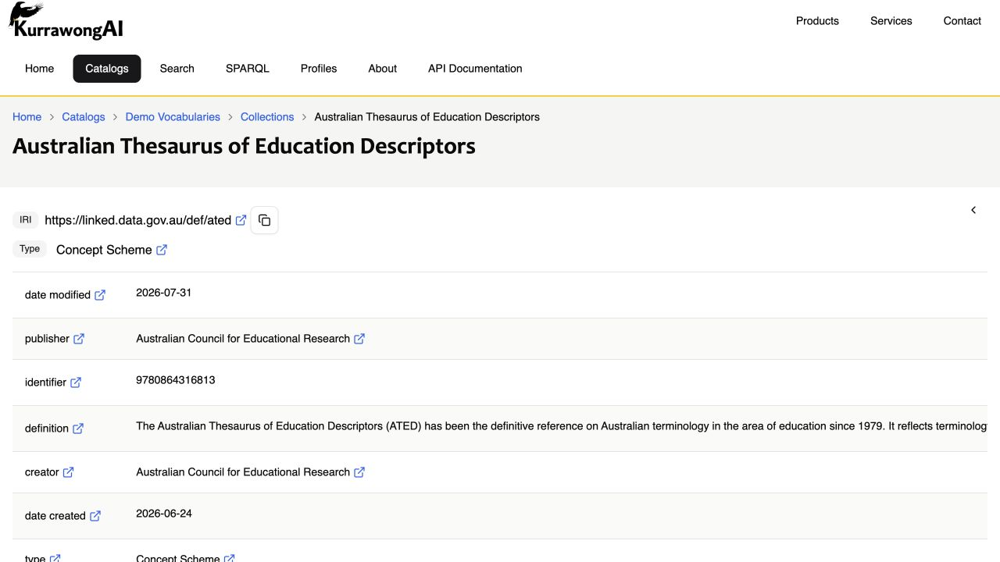 KurrawongAI
Products Services Contact
Home Catalogs Search SPARQL Profiles About API Documentation
Home > Catalogs > Demo Vocabularies > Collections > Australian Thesaurus of Education Descriptors
Australian Thesaurus of Education Descriptors
IRI https://linked.data.gov.au/def/ated
Type Concept Scheme
date modified 2026-07-31
publisher Australian Council for Educational Research
identifier 9780864316813
definition The Australian Thesaurus of Education Descriptors (ATED) has been the definitive reference on Australian terminology in the area of education since 1979. It reflects terminology
creator Australian Council for Educational Research
date created 2026-06-24
type Concept Scheme